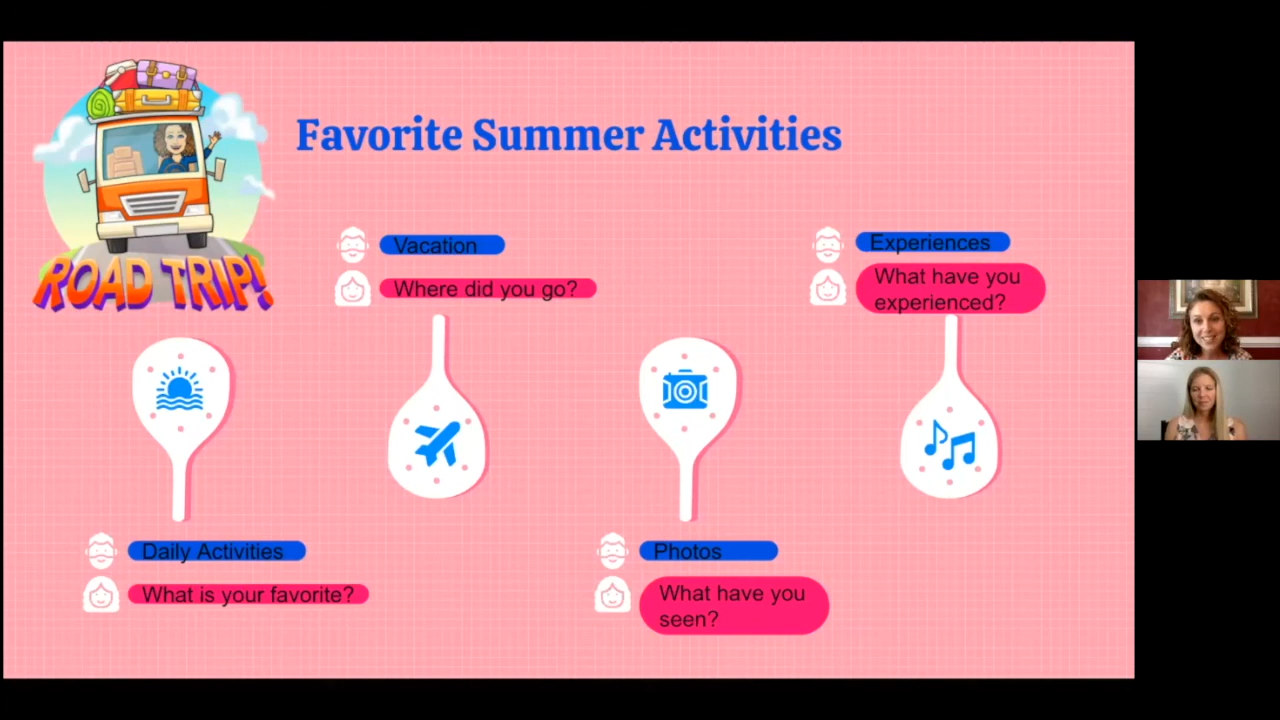 Favorite Summer Activities
ROAD TRIP!
Vacation
Where did you go?
Experiences
What have you
experienced?
Daily Activities
What is your favorite?
Photos
What have you
seen?